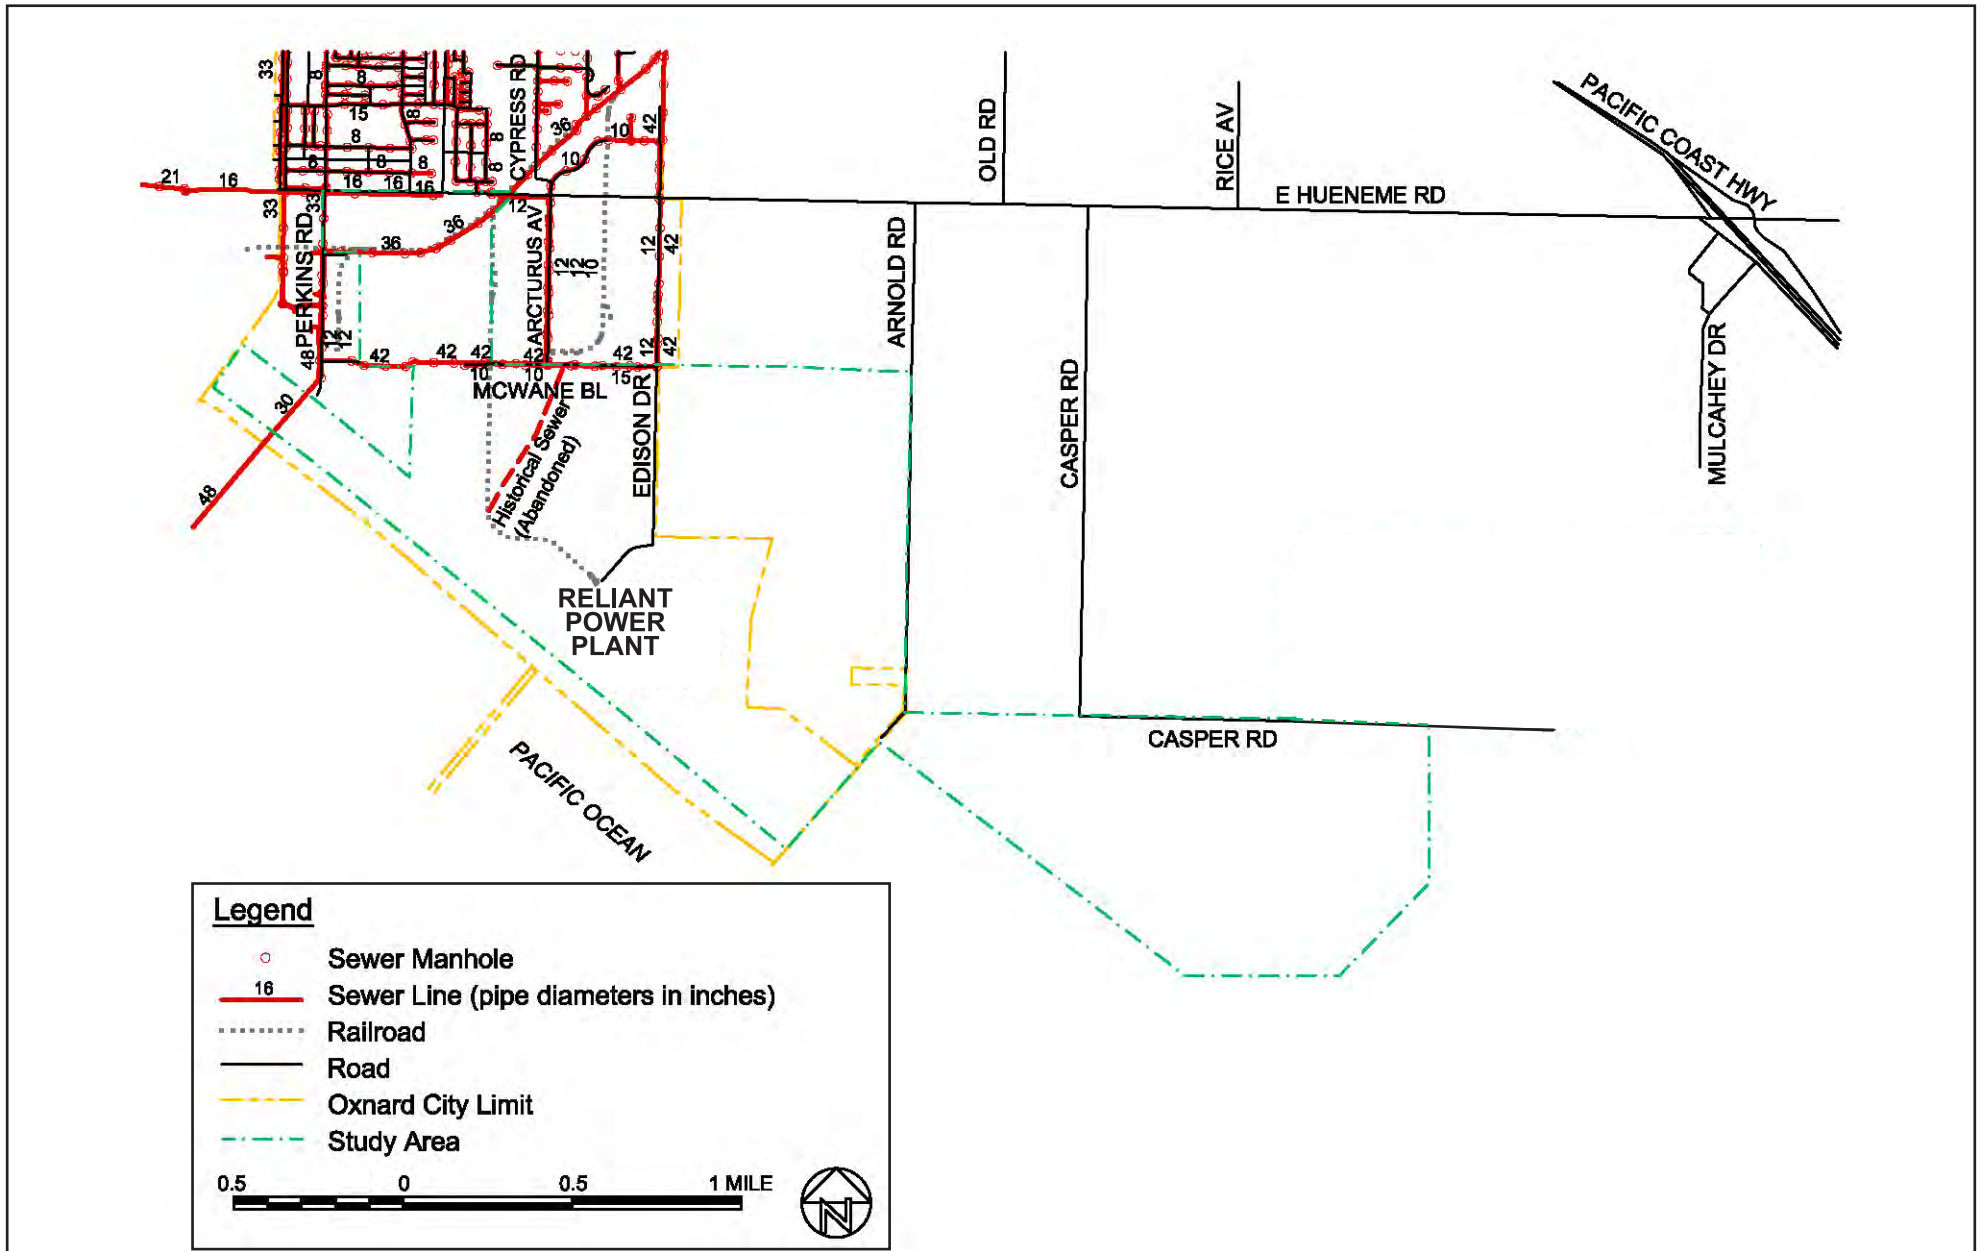 33
8
8
8
15
8
8
8
8
8
8
8
CYPRESS RD
36
10
42
10
OLD RD
RICE AV
PACIFIC COAST HWY
21
16
16
16
16
12
E HUENEME RD
33
33
PERKINS RD
36
36
ARCTURUS AV
12
12
10
12
42
ARNOLD RD
MULCAHEY DR
12
12
48
42
42
42
42
42
12
42
10
10
15
MCWANE BL
EDISON DR
CASPER RD
30
48
Historical Sewer
(Abandoned)
RELIANT
POWER
PLANT
CASPER RD
PACIFIC OCEAN
Legend
Sewer Manhole
16
Sewer Line (pipe diameters in inches)
Railroad
Road
Oxnard City Limit
Study Area
0.5 0 0.5 1 MILE
N